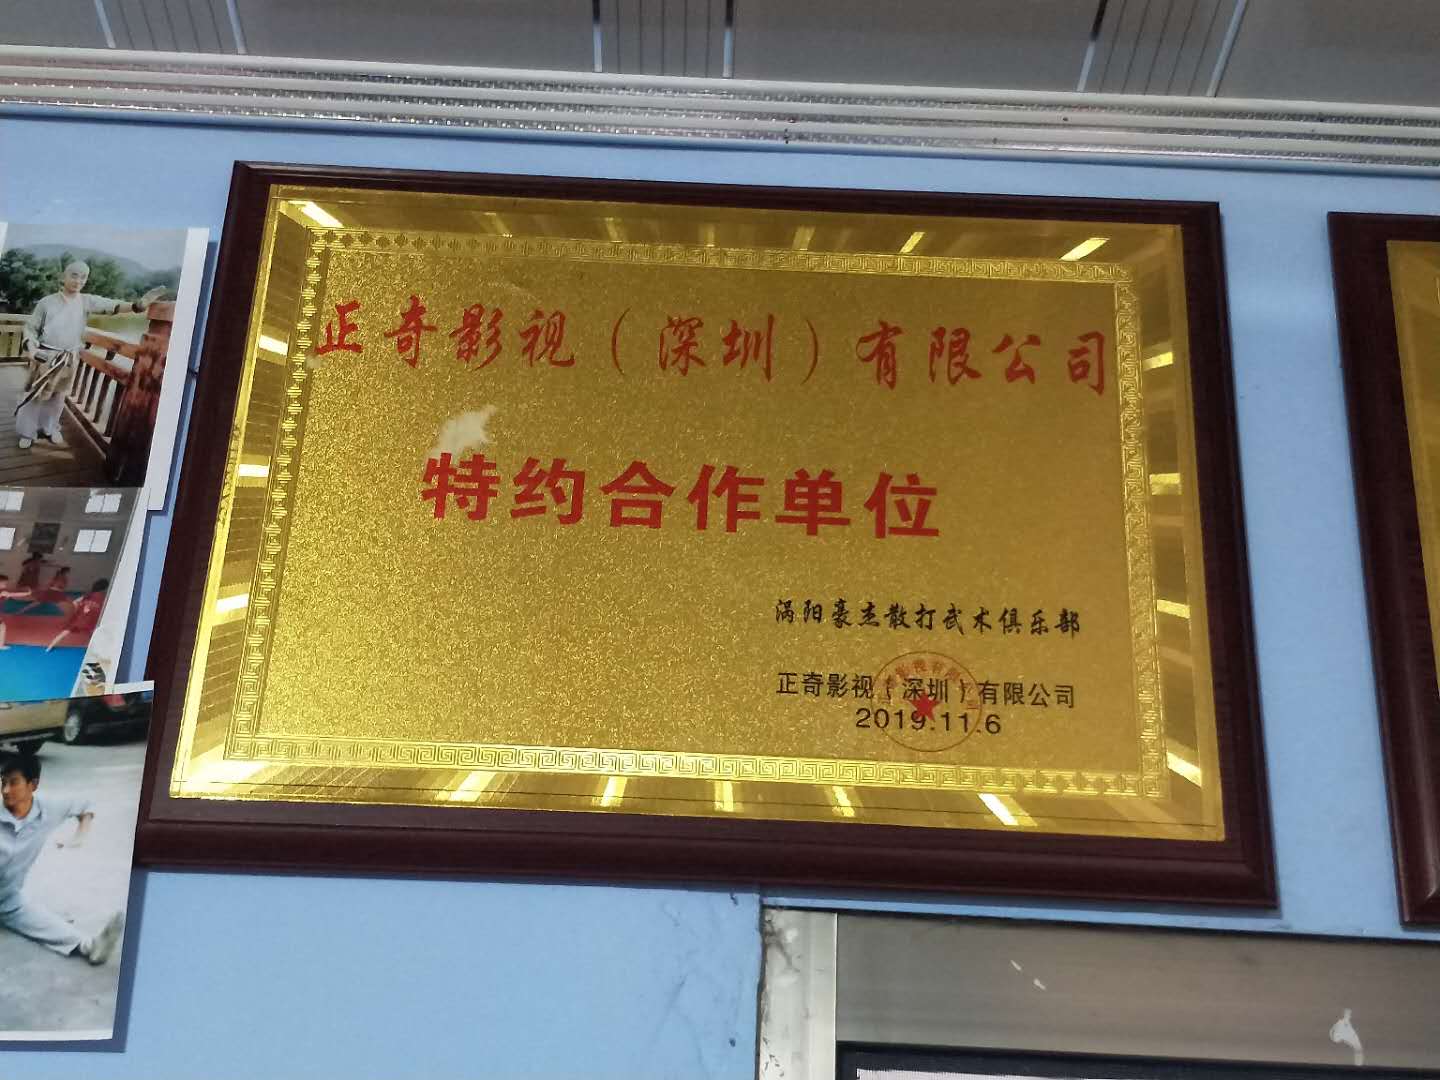 正奇影视（深圳）有限公司
特约合作单位
涡阳豪杰散打武术俱乐部
正奇影视（深圳）有限公司
2019.11.6